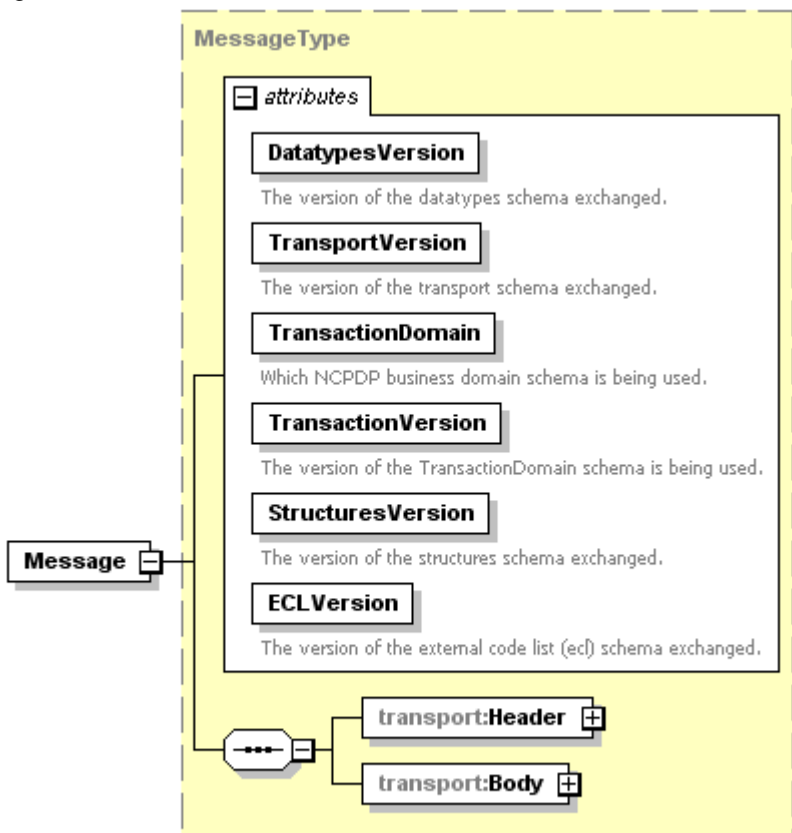 MessageType
attributes
DatatypesVersion
The version of the datatypes schema exchanged.
TransportVersion
The version of the transport schema exchanged.
TransactionDomain
Which NCPDP business domain schema is being used.
TransactionVersion
The version of the TransactionDomain schema is being used.
StructuresVersion
The version of the structures schema exchanged.
Message
ECLVersion
The version of the external code list (ecl) schema exchanged.
transport:Header
transport:Body